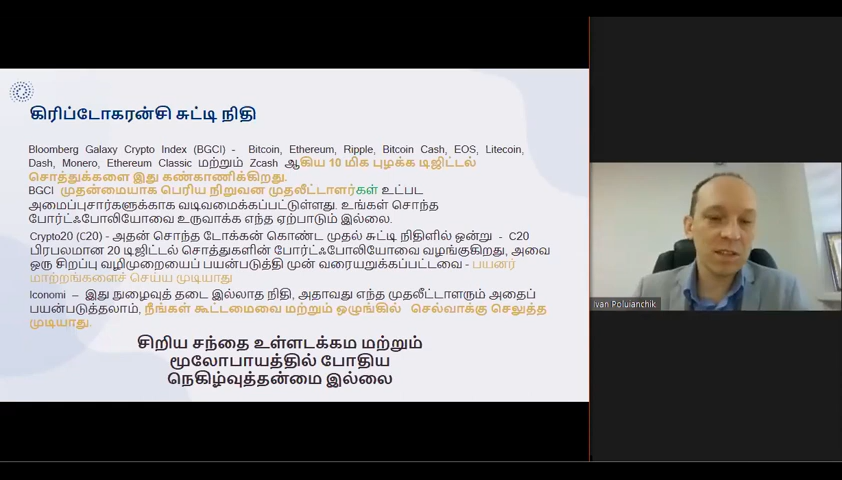 கிரிப்டோகரன்சி சுட்டி நிதி
Bloomberg Galaxy Crypto Index (BGCI) - Bitcoin, Ethereum, Ripple, Bitcoin Cash, EOS, Litecoin,
Dash, Monero, Ethereum Classic மற்றும் Zcash ஆகிய 10 மிக புழக்க டிஜிட்டல்
சொத்துக்களை இது கண்காணிக்கிறது.
BGCI முதன்மையாக பெரிய நிறுவன முதலீட்டாளர்கள் உட்பட
அமைப்புசார்களுக்காக வடிவமைக்கப்பட்டுள்ளது. உங்கள் சொந்த
போர்ட்ஃபோலியோவை உருவாக்க எந்த ஏற்பாடும் இல்லை.
Crypto20 (C20) - அதன் சொந்த டோக்கன் கொண்ட முதல் சுட்டி நிதிளில் ஒன்று - C20
பிரபலமான 20 டிஜிட்டல் சொத்துகளின் போர்ட்ஃபோலியோவை வழங்குகிறது, அவை
ஒரு சிறப்பு வழிமுறையைப் பயன்படுத்தி முன் வரையறுக்கப்பட்டவை - பயனர்
மாற்றங்களைச் செய்ய முடியாது
Iconomi – இது நுழைவுத் தடை இல்லாத நிதி, அதாவது எந்த முதலீட்டாளரும் அதைப்
பயன்படுத்தலாம், நீங்கள் கூட்டமைவை மற்றும் ஒழுங்கில் செல்வாக்கு செலுத்த
முடியாது.
சிறிய சந்தை உள்ளடக்கம மற்றும்
மூலோபாயத்தில் போதிய
நெகிழ்வுத்தன்மை இல்லை
Ivan Poluianchik